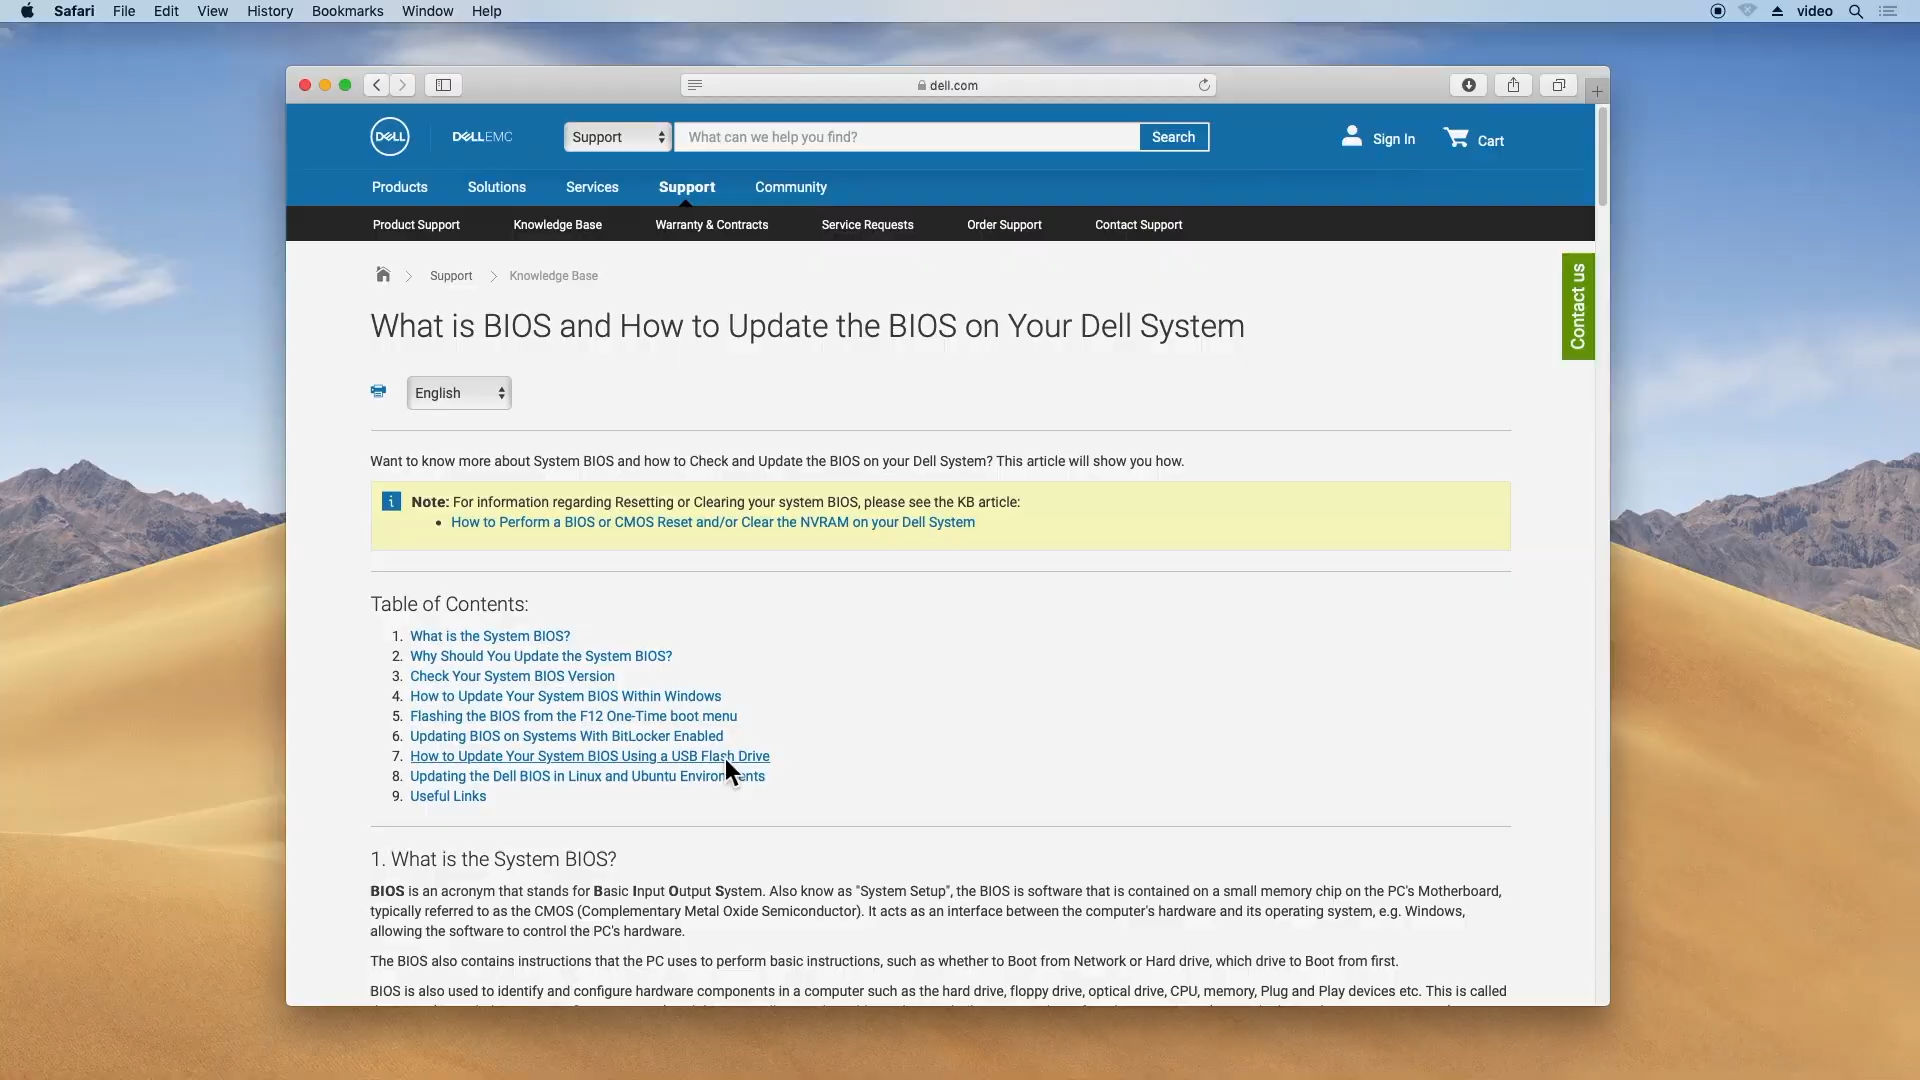 Safari File Edit View History Bookmarks Window Help video
dell.com
DELL DELLEMC Support What can we help you find? Search Sign In Cart
Products Solutions Services Support Community
Product Support Knowledge Base Warranty & Contracts Service Requests Order Support Contact Support
Contact us
Support Knowledge Base
What is BIOS and How to Update the BIOS on Your Dell System
English
Want to know more about System BIOS and how to Check and Update the BIOS on your Dell System? This article will show you how.
i Note: For information regarding Resetting or Clearing your system BIOS, please see the KB article:
• How to Perform a BIOS or CMOS Reset and/or Clear the NVRAM on your Dell System
Table of Contents:
1. What is the System BIOS?
2. Why Should You Update the System BIOS?
3. Check Your System BIOS Version
4. How to Update Your System BIOS Within Windows
5. Flashing the BIOS from the F12 One-Time boot menu
6. Updating BIOS on Systems With BitLocker Enabled
7. How to Update Your System BIOS Using a USB Flash Drive
8. Updating the Dell BIOS in Linux and Ubuntu Environments
9. Useful Links
1. What is the System BIOS?
BIOS is an acronym that stands for Basic Input Output System. Also know as "System Setup", the BIOS is software that is contained on a small memory chip on the PC's Motherboard,
typically referred to as the CMOS (Complementary Metal Oxide Semiconductor). It acts as an interface between the computer's hardware and its operating system, e.g. Windows,
allowing the software to control the PC's hardware.
The BIOS also contains instructions that the PC uses to perform basic instructions, such as whether to Boot from Network or Hard drive, which drive to Boot from first.
BIOS is also used to identify and configure hardware components in a computer such as the hard drive, floppy drive, optical drive, CPU, memory, Plug and Play devices etc. This is called